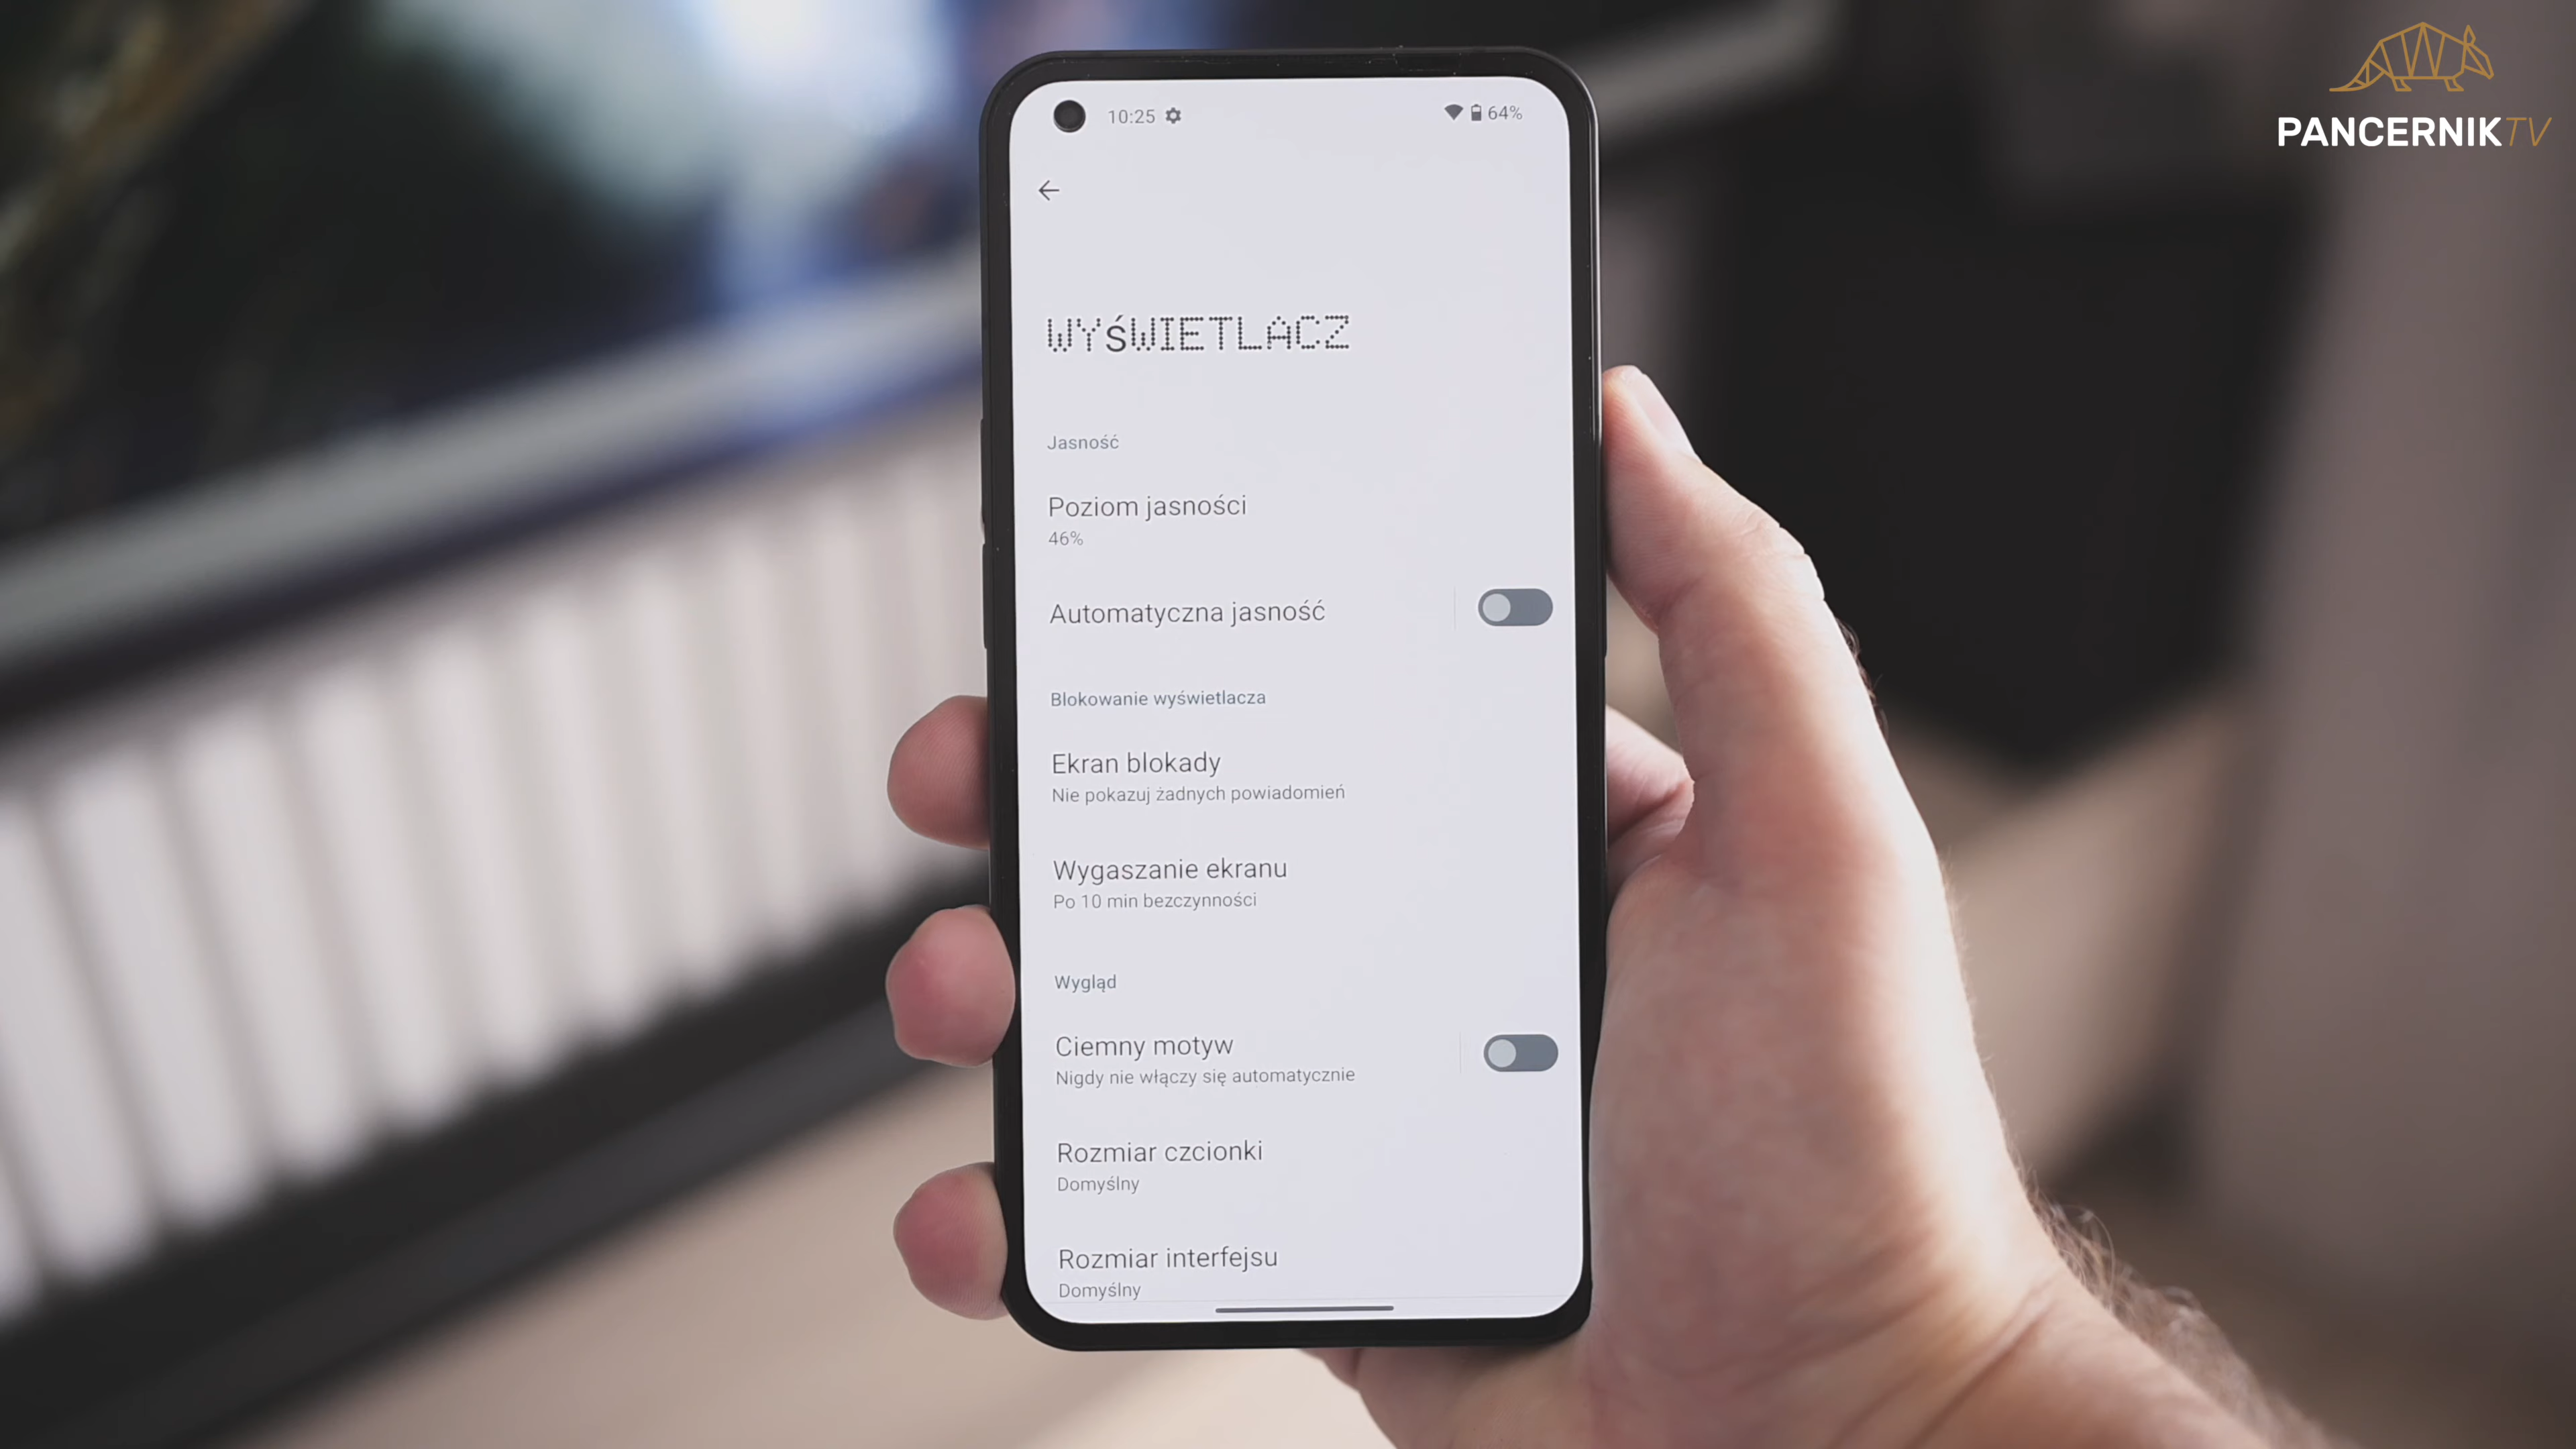 PANCERNIKTV
10:25
64%
WYśWIETLACZ
Jasność
Poziom jasności
46%
Automatyczna jasność
Blokowanie wyświetlacza
Ekran blokady
Nie pokazuj żadnych powiadomień
Wygaszanie ekranu
Po 10 min bezczynności
Wygląd
Ciemny motyw
Nigdy nie włączy się automatycznie
Rozmiar czcionki
Domyślny
Rozmiar interfejsu
Domyślny